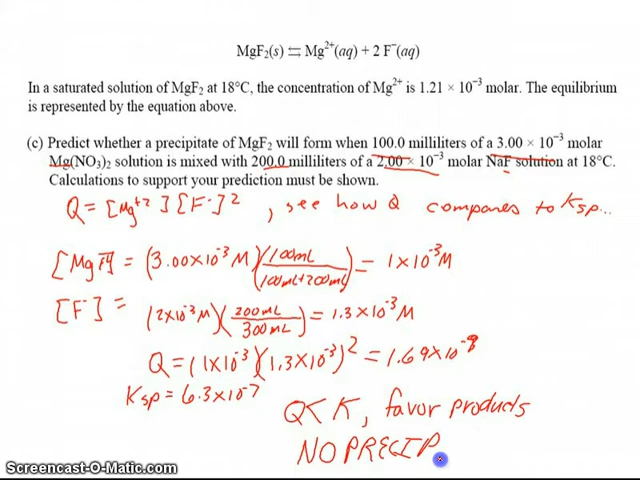 MgF₂(s) ⇆ Mg²⁺(aq) + 2 F⁻(aq)
In a saturated solution of MgF₂ at 18°C, the concentration of Mg²⁺ is 1.21 × 10⁻³ molar. The equilibrium
is represented by the equation above.
(c) Predict whether a precipitate of MgF₂ will form when 100.0 milliliters of a 3.00 × 10⁻³ molar
Mg(NO₃)₂ solution is mixed with 200.0 milliliters of a 2.00 × 10⁻³ molar NaF solution at 18°C.
Calculations to support your prediction must be shown.
Q = [Mg⁺²][F⁻]² , see how Q compares to Ksp...
= (3.00×10⁻³ M)(100mL/(100mL+200mL)) = 1×10⁻³ M
[F⁻] = (2×10⁻³ M)(200mL/300mL) = 1.3×10⁻³ M
Q = (1×10⁻³)(1.3×10⁻³)² = 1.69×10⁻⁹
Ksp = 6.3×10⁻⁷
Q < K, favor products
NO PRECIP
Screencast-O-Matic.com